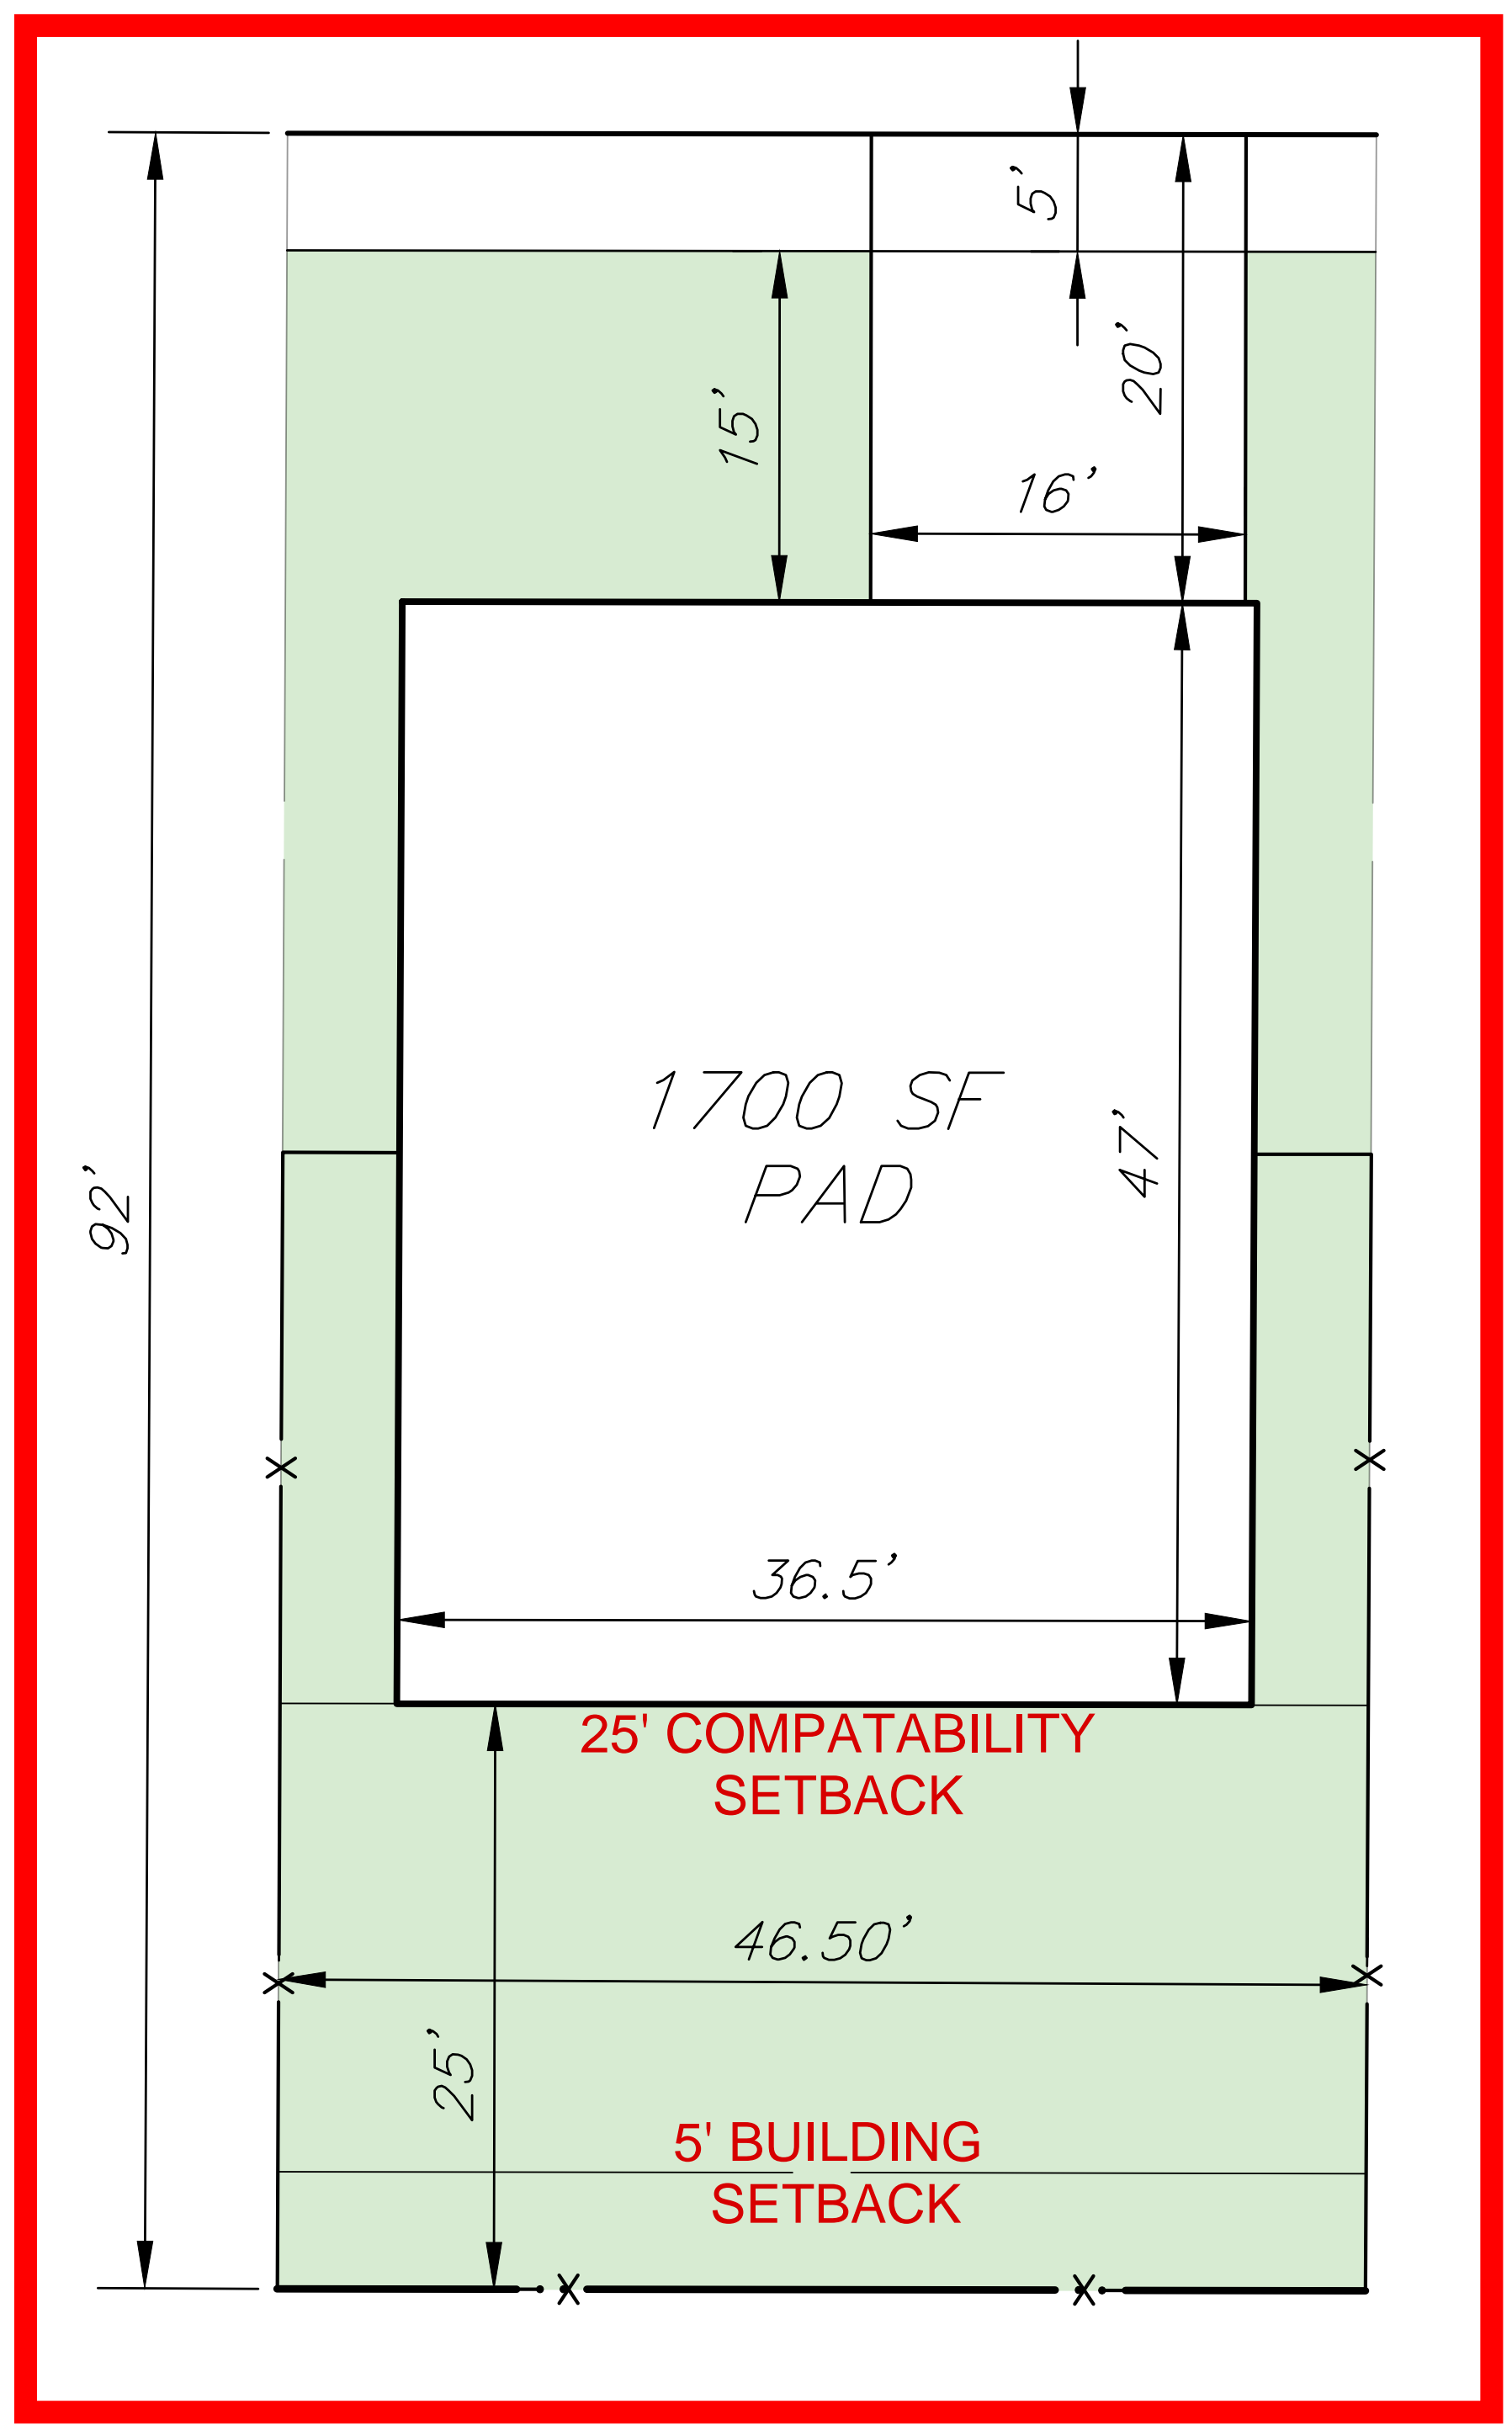 5'
20'
15'
16'
1700 SF
PAD
47'
92'
36.5'
25' COMPATABILITY
SETBACK
46.50'
25'
5' BUILDING
SETBACK